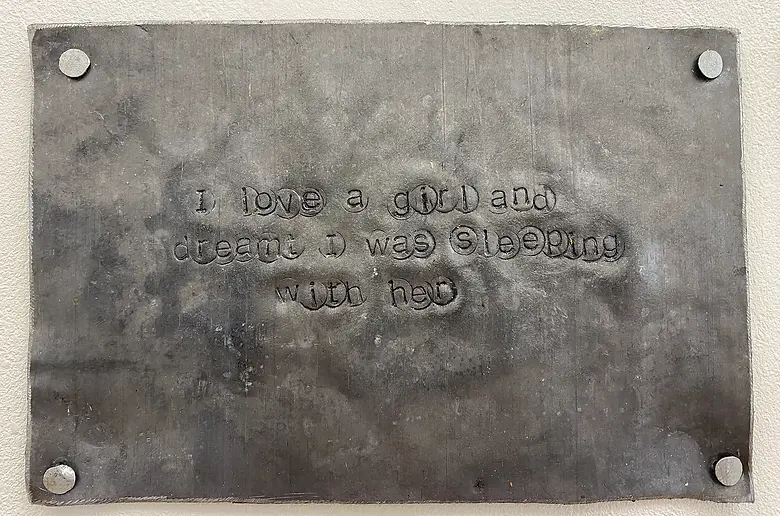 I love a girl and
dreamt I was sleeping
with her